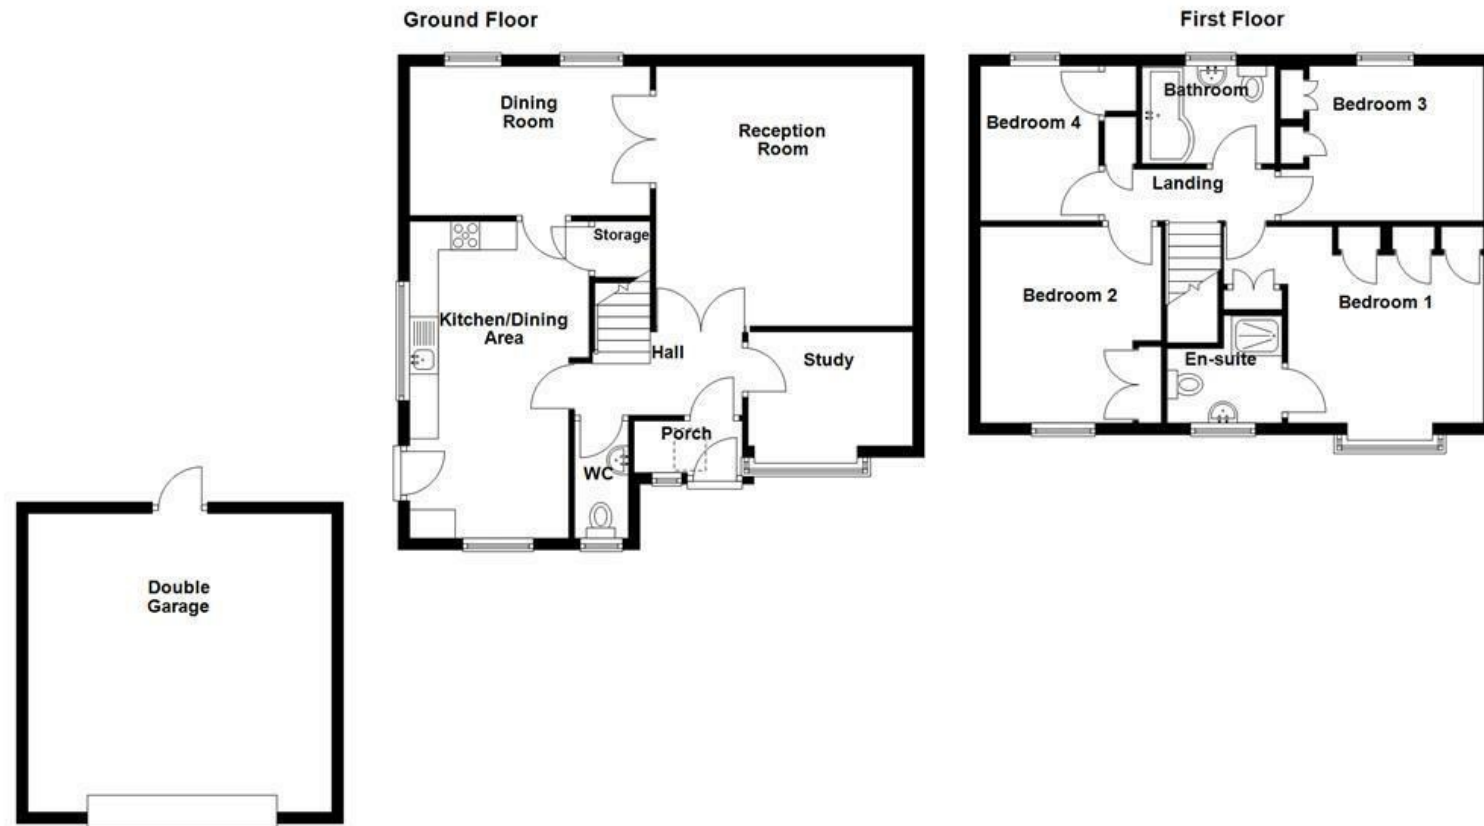 Ground Floor
Dining
Room
Reception
Room
Storage
Kitchen/Dining
Area
Hall
Study
Porch
WC
Double
Garage
First Floor
Bathroom
Bedroom 4
Bedroom 3
Landing
Bedroom 2
Bedroom 1
En-suite